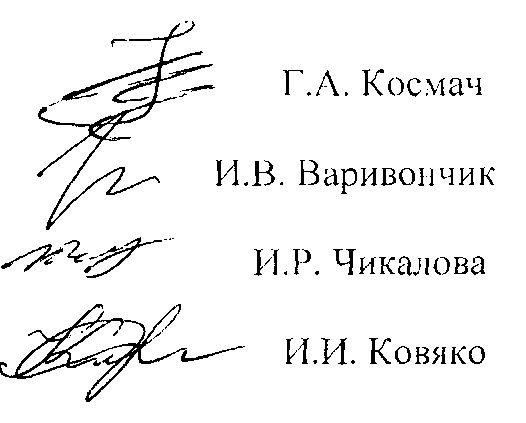 Г.А. Космач
И.В. Варивончик
И.Р. Чикалова
И.И. Ковяко